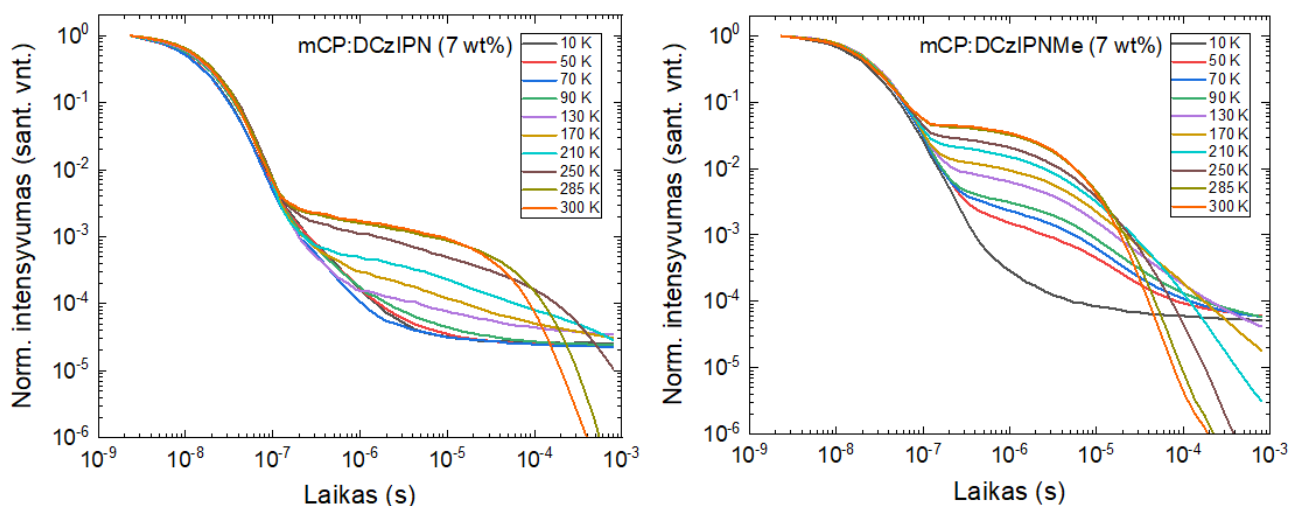 mCP:DCzIPN (7 wt%)
10 K
50 K
70 K
90 K
130 K
170 K
210 K
250 K
285 K
300 K
Norm. intensyvumas (sant. vnt.)
10⁰
10⁻¹
10⁻²
10⁻³
10⁻⁴
10⁻⁵
10⁻⁶
10⁻⁹ 10⁻⁸ 10⁻⁷ 10⁻⁶ 10⁻⁵ 10⁻⁴ 10⁻³
Laikas (s)
mCP:DCzIPNMe (7 wt%)
10 K
50 K
70 K
90 K
130 K
170 K
210 K
250 K
285 K
300 K
Norm. intensyvumas (sant. vnt.)
10⁰
10⁻¹
10⁻²
10⁻³
10⁻⁴
10⁻⁵
10⁻⁶
10⁻⁹ 10⁻⁸ 10⁻⁷ 10⁻⁶ 10⁻⁵ 10⁻⁴ 10⁻³
Laikas (s)